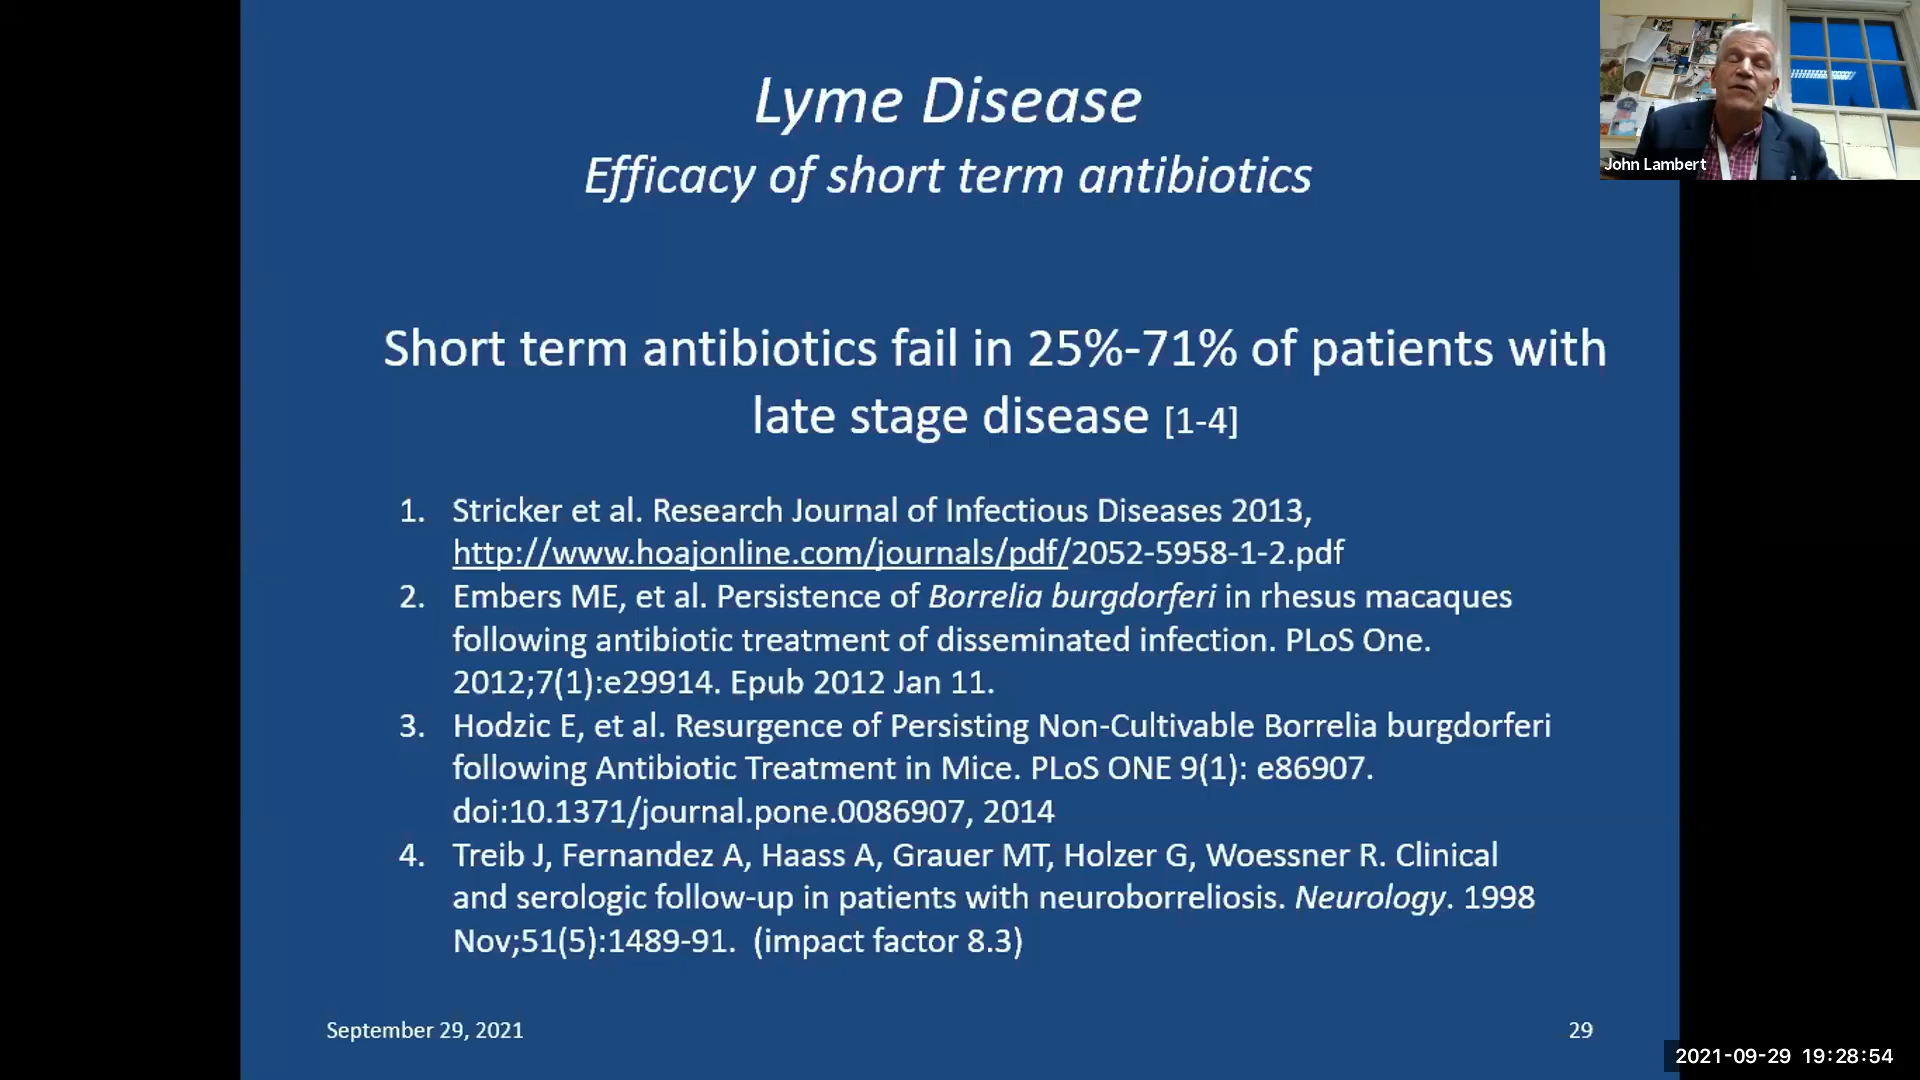 Lyme Disease
Efficacy of short term antibiotics
John Lambert
Short term antibiotics fail in 25%-71% of patients with
late stage disease [1-4]
1. Stricker et al. Research Journal of Infectious Diseases 2013,
http://www.hoajonline.com/journals/pdf/2052-5958-1-2.pdf
2. Embers ME, et al. Persistence of Borrelia burgdorferi in rhesus macaques
following antibiotic treatment of disseminated infection. PLoS One.
2012;7(1):e29914. Epub 2012 Jan 11.
3. Hodzic E, et al. Resurgence of Persisting Non-Cultivable Borrelia burgdorferi
following Antibiotic Treatment in Mice. PLoS ONE 9(1): e86907.
doi:10.1371/journal.pone.0086907, 2014
4. Treib J, Fernandez A, Haass A, Grauer MT, Holzer G, Woessner R. Clinical
and serologic follow-up in patients with neuroborreliosis. Neurology. 1998
Nov;51(5):1489-91. (impact factor 8.3)
September 29, 2021
29
2021-09-29 19:28:54